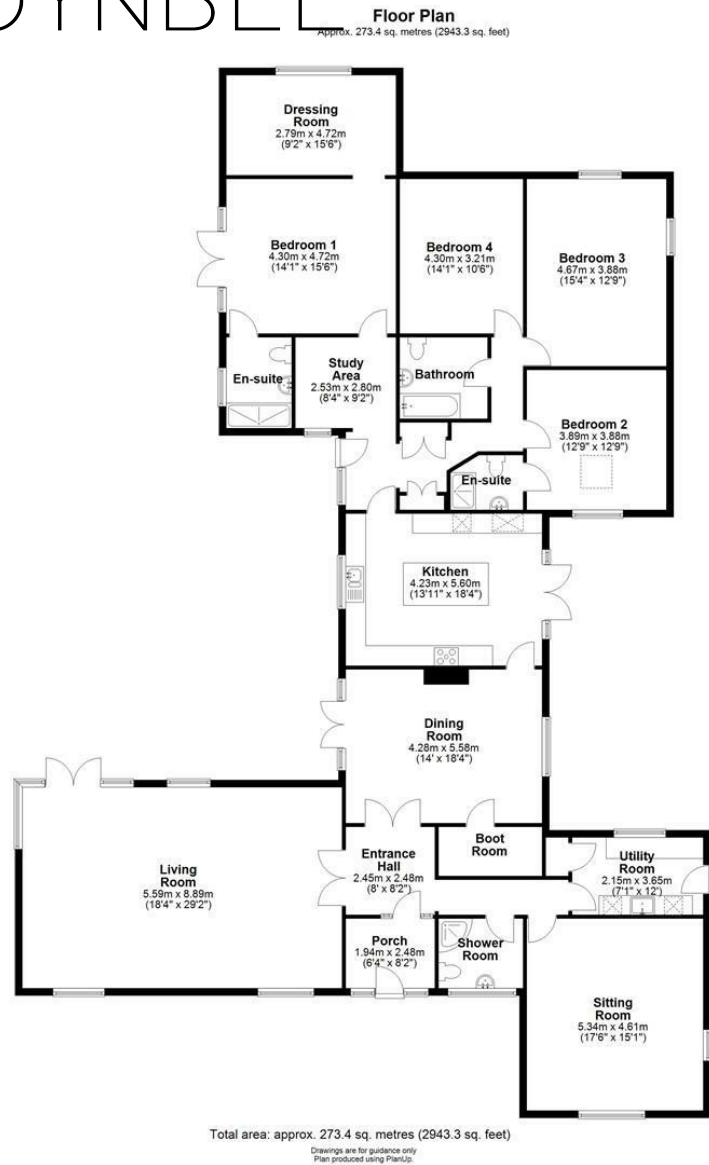 Floor Plan
Approx. 273.4 sq. metres (2943.3 sq. feet)
Dressing
Room
2.79m x 4.72m
(9'2" x 15'6")
Bedroom 1
4.30m x 4.72m
(14'1" x 15'6")
Bedroom 4
4.30m x 3.21m
(14'1" x 10'6")
Bedroom 3
4.67m x 3.88m
(15'4" x 12'9")
En-suite
Study
Area
2.53m x 2.80m
(8'4" x 9'2")
Bathroom
Bedroom 2
3.89m x 3.88m
(12'9" x 12'9")
En-suite
Kitchen
4.23m x 5.60m
(13'11" x 18'4")
Dining
Room
4.28m x 5.58m
(14' x 18'4")
Living
Room
5.59m x 8.89m
(18'4" x 29'2")
Entrance
Hall
2.45m x 2.48m
(8' x 8'2")
Boot
Room
Utility
Room
2.15m x 3.65m
(7'1" x 12')
Porch
1.94m x 2.48m
(6'4" x 8'2")
Shower
Room
Sitting
Room
5.34m x 4.61m
(17'6" x 15'1")
Total area: approx. 273.4 sq. metres (2943.3 sq. feet)
Drawings are for guidance only
Plan produced using PlanUp.